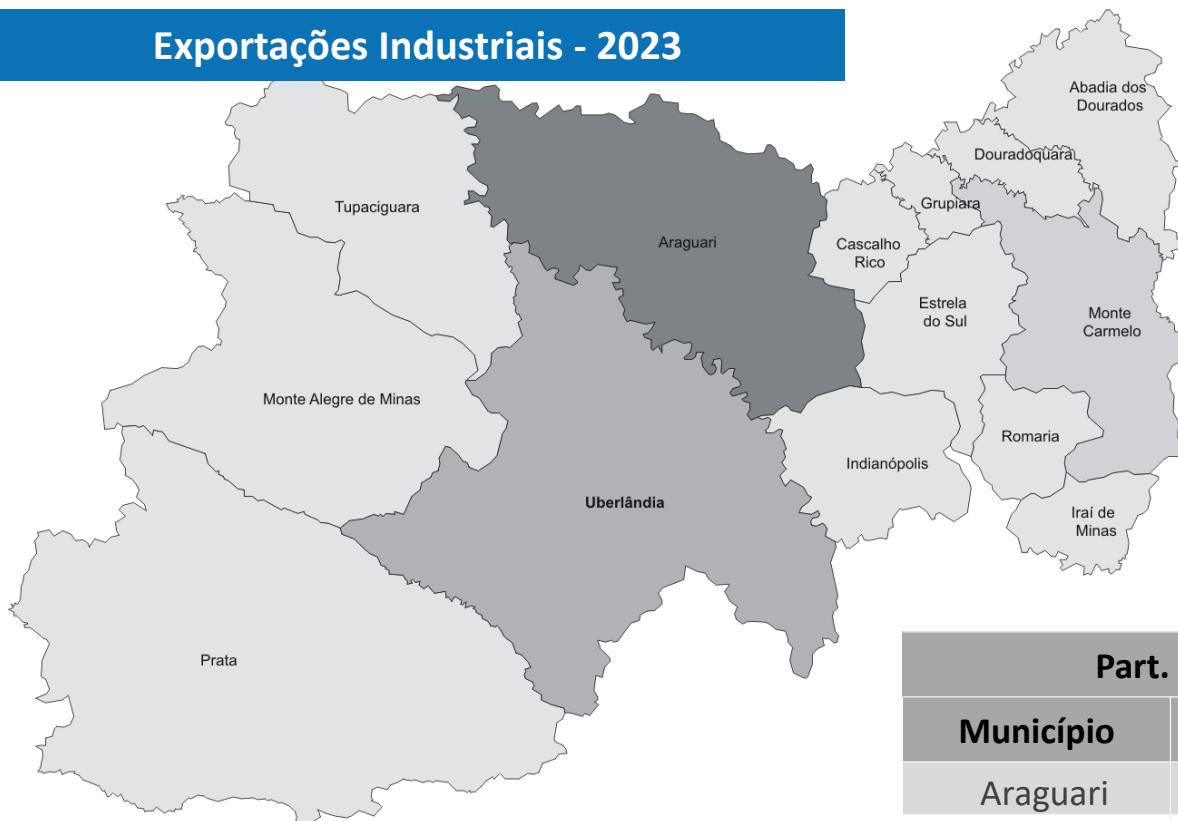 Exportações Industriais - 2023
Abadia dos
Dourados
Douradoquara
Tupaciguara
Grupiara
Araguari
Cascalho
Rico
Estrela
do Sul
Monte
Carmelo
Monte Alegre de Minas
Romaria
Indianópolis
Uberlândia
Iraí de
Minas
Prata
Part.
Município
Araguari